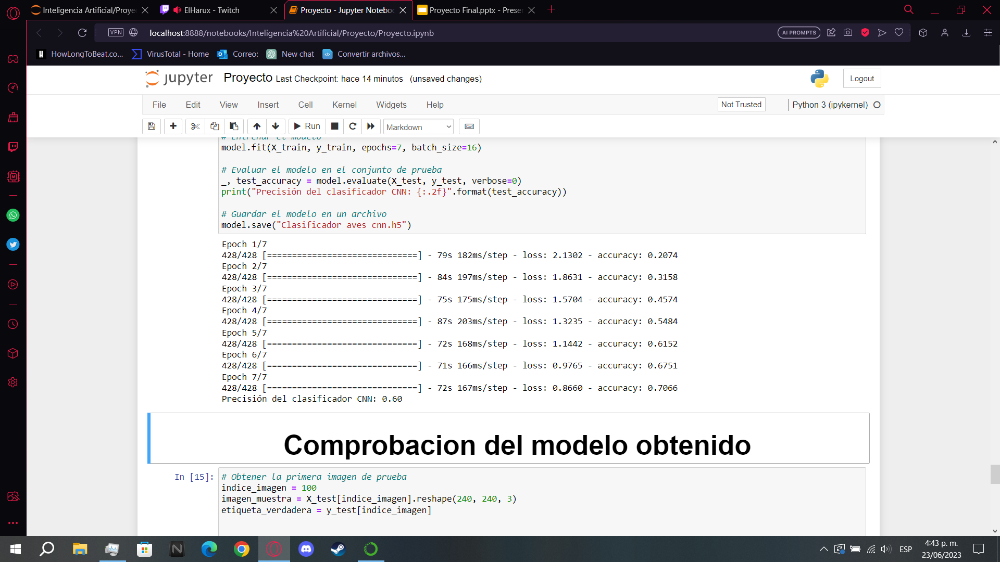 Inteligencia Artificial/Proye
ElHarux - Twitch
Proyecto - Jupyter Noteboo
Proyecto Final.pptx - Prese
VPN
localhost:8888/notebooks/Inteligencia%20Artificial/Proyecto/Proyecto.ipynb
AI PROMPTS
HowLongToBeat.co...
VirusTotal - Home
Correo:
New chat
Convertir archivos...
jupyter
Proyecto Last Checkpoint: hace 14 minutos (unsaved changes)
Logout
File Edit View Insert Cell Kernel Widgets Help
Not Trusted
Python 3 (ipykernel)
Run
Markdown
# Entrenar el modelo
model.fit(X_train, y_train, epochs=7, batch_size=16)
# Evaluar el modelo en el conjunto de prueba
_, test_accuracy = model.evaluate(X_test, y_test, verbose=0)
print("Precisión del clasificador CNN: {:.2f}".format(test_accuracy))
# Guardar el modelo en un archivo
model.save("Clasificador aves cnn.h5")
Epoch 1/7
428/428 [==============================] - 79s 182ms/step - loss: 2.1302 - accuracy: 0.2074
Epoch 2/7
428/428 [==============================] - 84s 197ms/step - loss: 1.8631 - accuracy: 0.3158
Epoch 3/7
428/428 [==============================] - 75s 175ms/step - loss: 1.5704 - accuracy: 0.4574
Epoch 4/7
428/428 [==============================] - 87s 203ms/step - loss: 1.3235 - accuracy: 0.5484
Epoch 5/7
428/428 [==============================] - 72s 168ms/step - loss: 1.1442 - accuracy: 0.6152
Epoch 6/7
428/428 [==============================] - 71s 166ms/step - loss: 0.9765 - accuracy: 0.6751
Epoch 7/7
428/428 [==============================] - 72s 167ms/step - loss: 0.8660 - accuracy: 0.7066
Precisión del clasificador CNN: 0.60
Comprobacion del modelo obtenido
In [15]:
# Obtener la primera imagen de prueba
indice_imagen = 100
imagen_muestra = X_test[indice_imagen].reshape(240, 240, 3)
etiqueta_verdadera = y_test[indice_imagen]
ESP
4:43 p. m.
23/06/2023